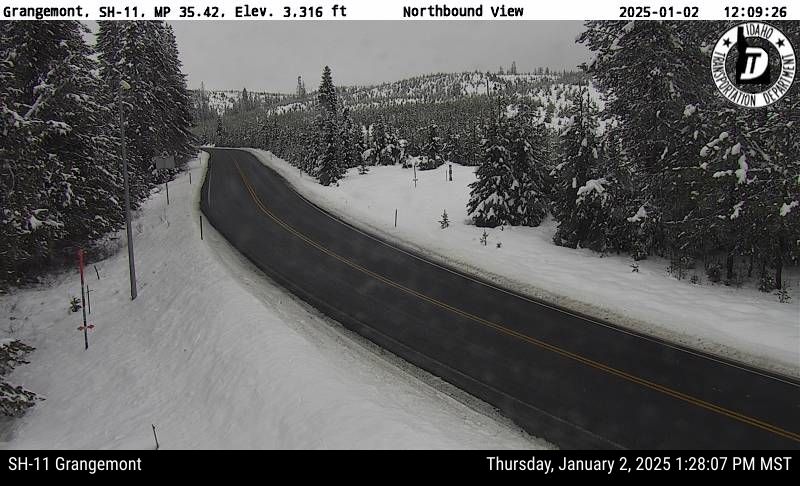 Grangemont, SH-11, MP 35.42, Elev. 3,316 ft Northbound View 2025-01-02 12:09:26
IDAHO
TRANSPORTATION DEPARTMENT
SH-11 Grangemont Thursday, January 2, 2025 1:28:07 PM MST